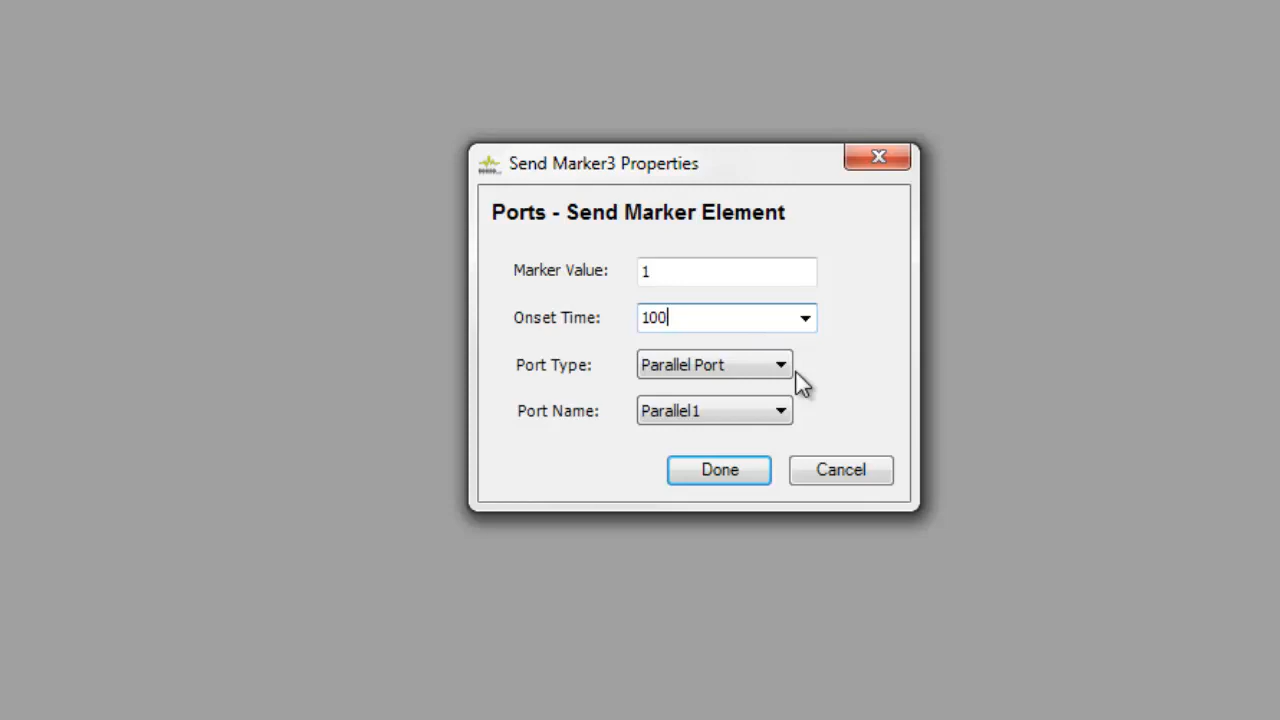 Send Marker3 Properties
Ports - Send Marker Element
Marker Value: 1
Onset Time: 100
Port Type: Parallel Port
Port Name: Parallel1
Done Cancel